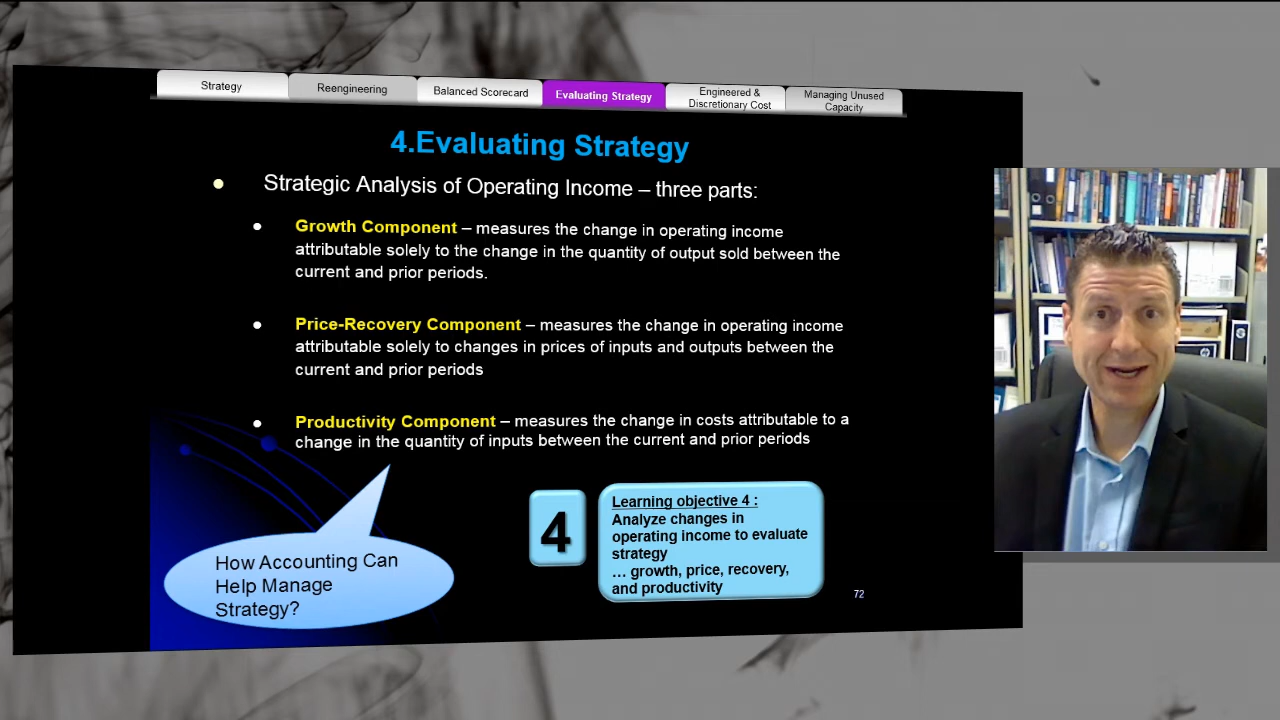 Strategy
Reengineering
Balanced Scorecard
Evaluating Strategy
Engineered &
Discretionary Cost
Managing Unused
Capacity
4.Evaluating Strategy
Strategic Analysis of Operating Income – three parts:
Growth Component – measures the change in operating income
attributable solely to the change in the quantity of output sold between the
current and prior periods.
Price-Recovery Component – measures the change in operating income
attributable solely to changes in prices of inputs and outputs between the
current and prior periods
Productivity Component – measures the change in costs attributable to a
change in the quantity of inputs between the current and prior periods
How Accounting Can
Help Manage
Strategy?
4
Learning objective 4 :
Analyze changes in
operating income to evaluate
strategy
… growth, price, recovery,
and productivity
72